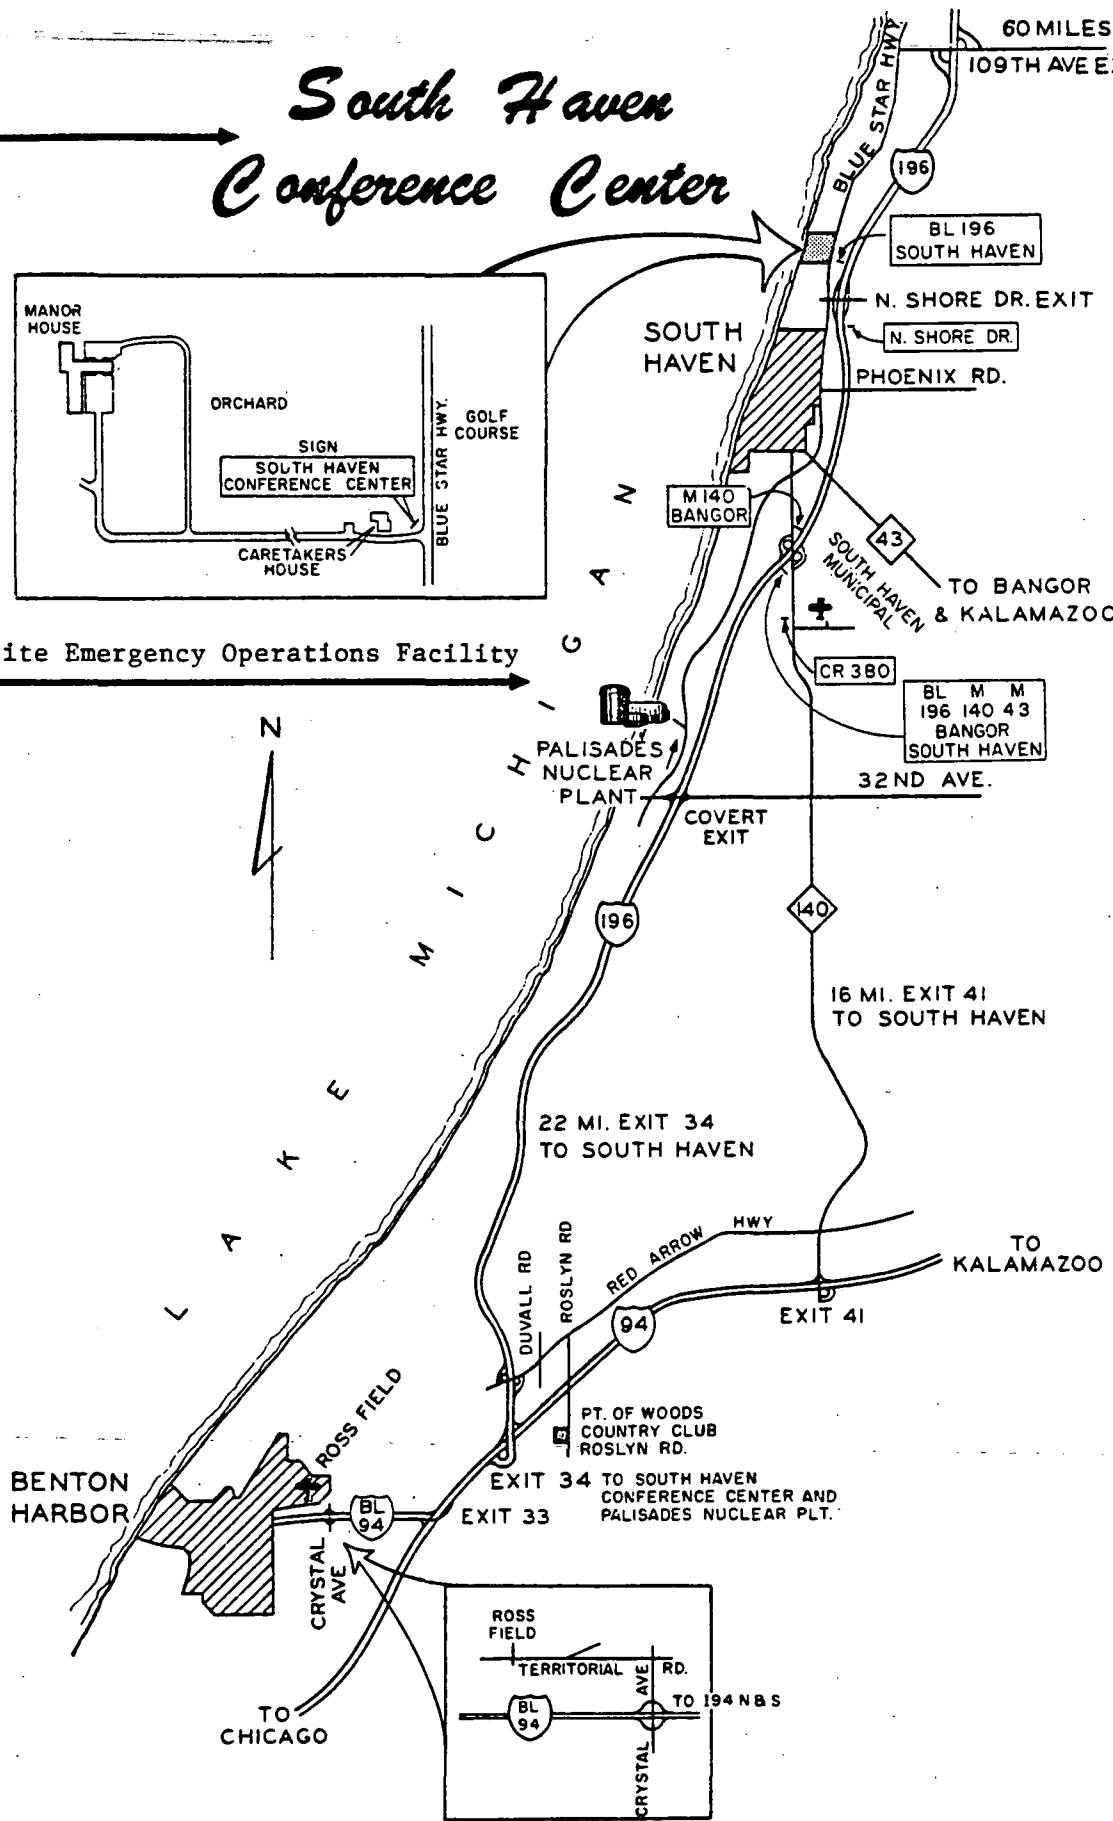 60 MILES
109TH AVE E
South Haven
Conference Center
BLUE STAR HWY
196
BL 196
SOUTH HAVEN
N. SHORE DR. EXIT
N. SHORE DR.
SOUTH
HAVEN
PHOENIX RD.
MANOR
HOUSE
ORCHARD
SIGN
SOUTH HAVEN
CONFERENCE CENTER
BLUE STAR HWY.
GOLF
COURSE
CARETAKERS
HOUSE
M 140
BANGOR
43
SOUTH HAVEN
MUNICIPAL
TO BANGOR
& KALAMAZOO
ite Emergency Operations Facility
CR 380
BL M M
196 140 43
BANGOR
SOUTH HAVEN
N
PALISADES
NUCLEAR
PLANT
32ND AVE.
COVERT
EXIT
LAKE MICHIGAN
196
140
16 MI. EXIT 41
TO SOUTH HAVEN
22 MI. EXIT 34
TO SOUTH HAVEN
DUVALL RD
ROSLYN RD
RED ARROW HWY
TO
KALAMAZOO
94
EXIT 41
PT. OF WOODS
COUNTRY CLUB
ROSLYN RD.
ROSS FIELD
BENTON
HARBOR
EXIT 34 TO SOUTH HAVEN
CONFERENCE CENTER AND
PALISADES NUCLEAR PLT.
BL
94
EXIT 33
CRYSTAL
AVE
TO
CHICAGO
ROSS
FIELD
TERRITORIAL RD.
CRYSTAL AVE
BL
94
TO 194 N & S